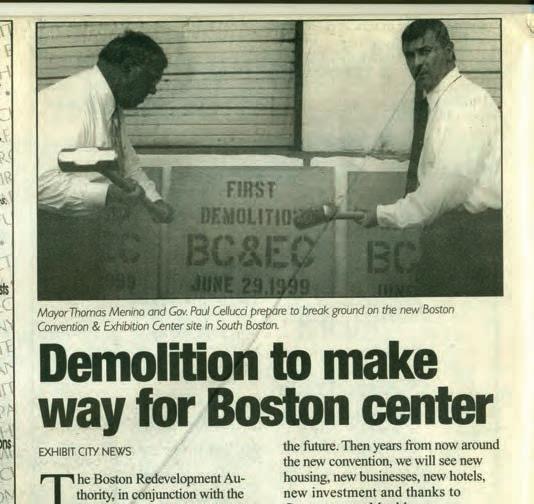 FIRST
DEMOLITION
BC&EC
JUNE 29, 1999
Mayor Thomas Menino and Gov. Paul Cellucci prepare to break ground on the new Boston
Convention & Exhibition Center site in South Boston.
Demolition to make
way for Boston center
EXHIBIT CITY NEWS
The Boston Redevelopment Au-
thority, in conjunction with the
the future. Then years from now around
the new convention, we will see new
housing, new businesses, new hotels,
new investment and thanks to